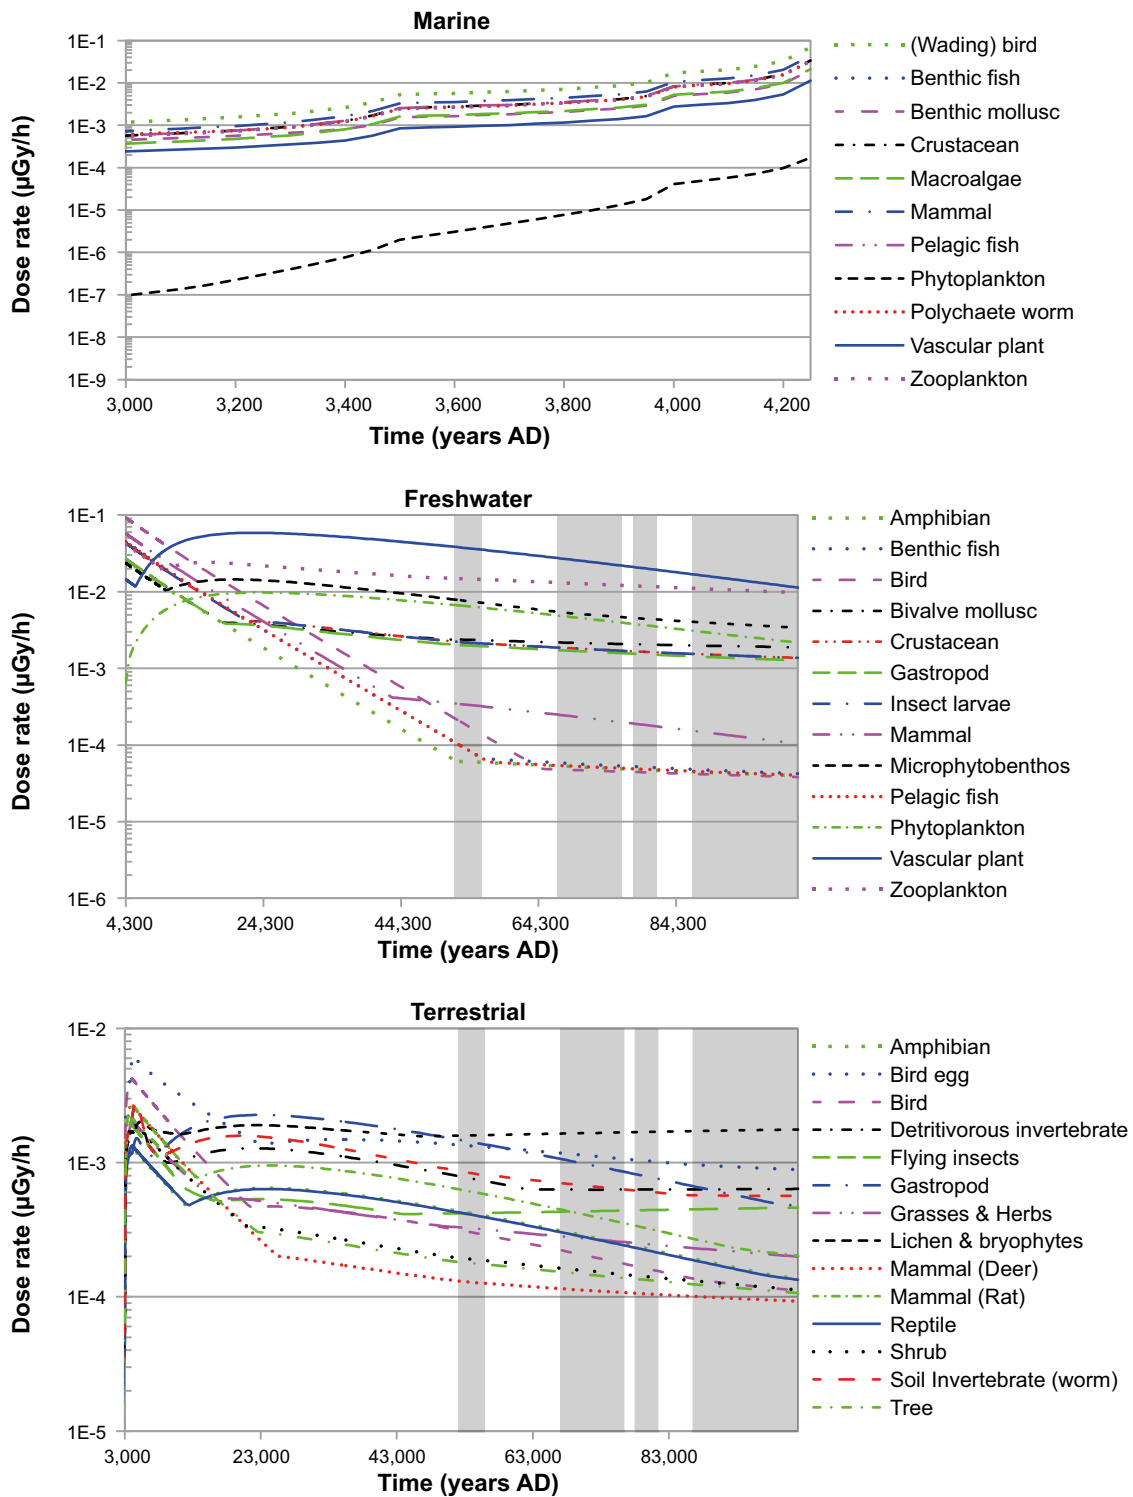 Marine
Dose rate (µGy/h)
1E-1
1E-2
1E-3
1E-4
1E-5
1E-6
1E-7
1E-8
1E-9
3,000
3,200
3,400
3,600
3,800
4,000
4,200
Time (years AD)
(Wading) bird
Benthic fish
Benthic mollusc
Crustacean
Macroalgae
Mammal
Pelagic fish
Phytoplankton
Polychaete worm
Vascular plant
Zooplankton
Freshwater
Dose rate (µGy/h)
1E-1
1E-2
1E-3
1E-4
1E-5
1E-6
4,300
24,300
44,300
64,300
84,300
Time (years AD)
Amphibian
Benthic fish
Bird
Bivalve mollusc
Crustacean
Gastropod
Insect larvae
Mammal
Microphytobenthos
Pelagic fish
Phytoplankton
Vascular plant
Zooplankton
Terrestrial
Dose rate (µGy/h)
1E-2
1E-3
1E-4
1E-5
3,000
23,000
43,000
63,000
83,000
Time (years AD)
Amphibian
Bird egg
Bird
Detritivorous invertebrate
Flying insects
Gastropod
Grasses & Herbs
Lichen & bryophytes
Mammal (Deer)
Mammal (Rat)
Reptile
Shrub
Soil Invertebrate (worm)
Tree